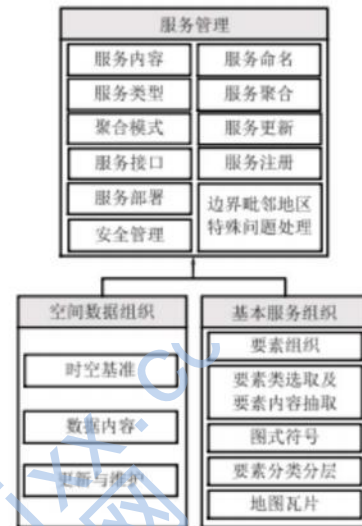 服务管理
服务内容
服务命名
服务类型
服务聚合
聚合模式
服务更新
服务接口
服务注册
服务部署
边界毗邻地区
特殊问题处理
安全管理
空间数据组织
时空基准
数据内容
更新与维护
基本服务组织
要素组织
要素类选取及
要素内容抽取
图式符号
要素分类分层
地图瓦片